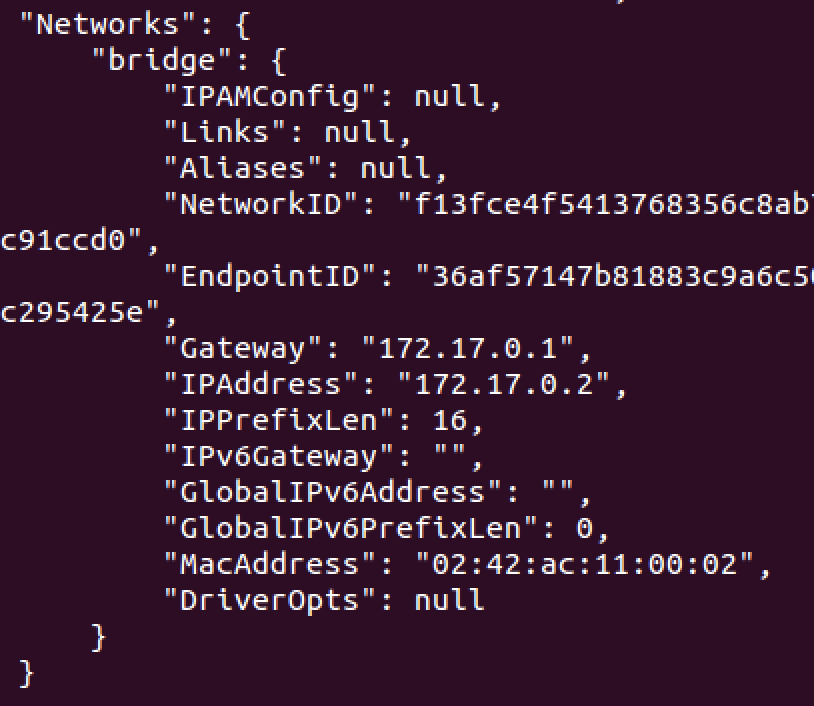 "Networks": {
"bridge": {
"IPAMConfig": null,
"Links": null,
"Aliases": null,
"NetworkID": "f13fce4f5413768356c8ab
c91ccd0",
"EndpointID": "36af57147b81883c9a6c5
c295425e",
"Gateway": "172.17.0.1",
"IPAddress": "172.17.0.2",
"IPPrefixLen": 16,
"IPv6Gateway": "",
"GlobalIPv6Address": "",
"GlobalIPv6PrefixLen": 0,
"MacAddress": "02:42:ac:11:00:02",
"DriverOpts": null
}
}